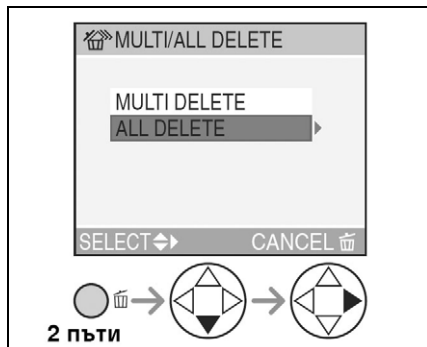 MULTI/ALL DELETE
MULTI DELETE
ALL DELETE
SELECT CANCEL
2 пъти